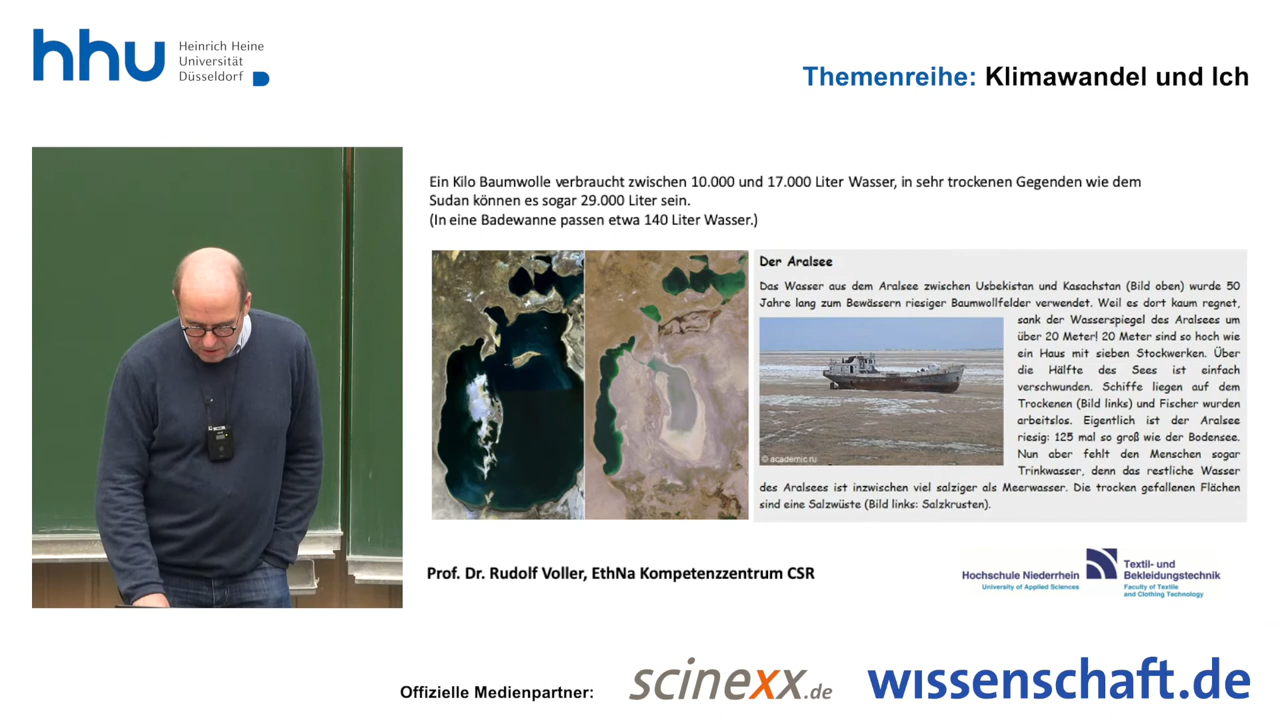 hhu Heinrich Heine
Universität
Düsseldorf
Themenreihe: Klimawandel und Ich
Ein Kilo Baumwolle verbraucht zwischen 10.000 und 17.000 Liter Wasser, in sehr trockenen Gegenden wie dem
Sudan können es sogar 29.000 Liter sein.
(In eine Badewanne passen etwa 140 Liter Wasser.)
Der Aralsee
Das Wasser aus dem Aralsee zwischen Usbekistan und Kasachstan (Bild oben) wurde 50
Jahre lang zum Bewässern riesiger Baumwollfelder verwendet. Weil es dort kaum regnet,
sank der Wasserspiegel des Aralsees um
über 20 Meter! 20 Meter sind so hoch wie
ein Haus mit sieben Stockwerken. Über
die Hälfte des Sees ist einfach
verschwunden. Schiffe liegen auf dem
Trockenen (Bild links) und Fischer wurden
arbeitslos. Eigentlich ist der Aralsee
riesig: 125 mal so groß wie der Bodensee.
Nun aber fehlt den Menschen sogar
Trinkwasser, denn das restliche Wasser
des Aralsees ist inzwischen viel salziger als Meerwasser. Die trocken gefallenen Flächen
sind eine Salzwüste (Bild links: Salzkrusten).
© academic.ru
Prof. Dr. Rudolf Voller, EthNa Kompetenzzentrum CSR
Hochschule Niederrhein
University of Applied Sciences
Textil- und
Bekleidungstechnik
Faculty of Textile
and Clothing Technology
Offizielle Medienpartner:
scinexx.de
wissenschaft.de